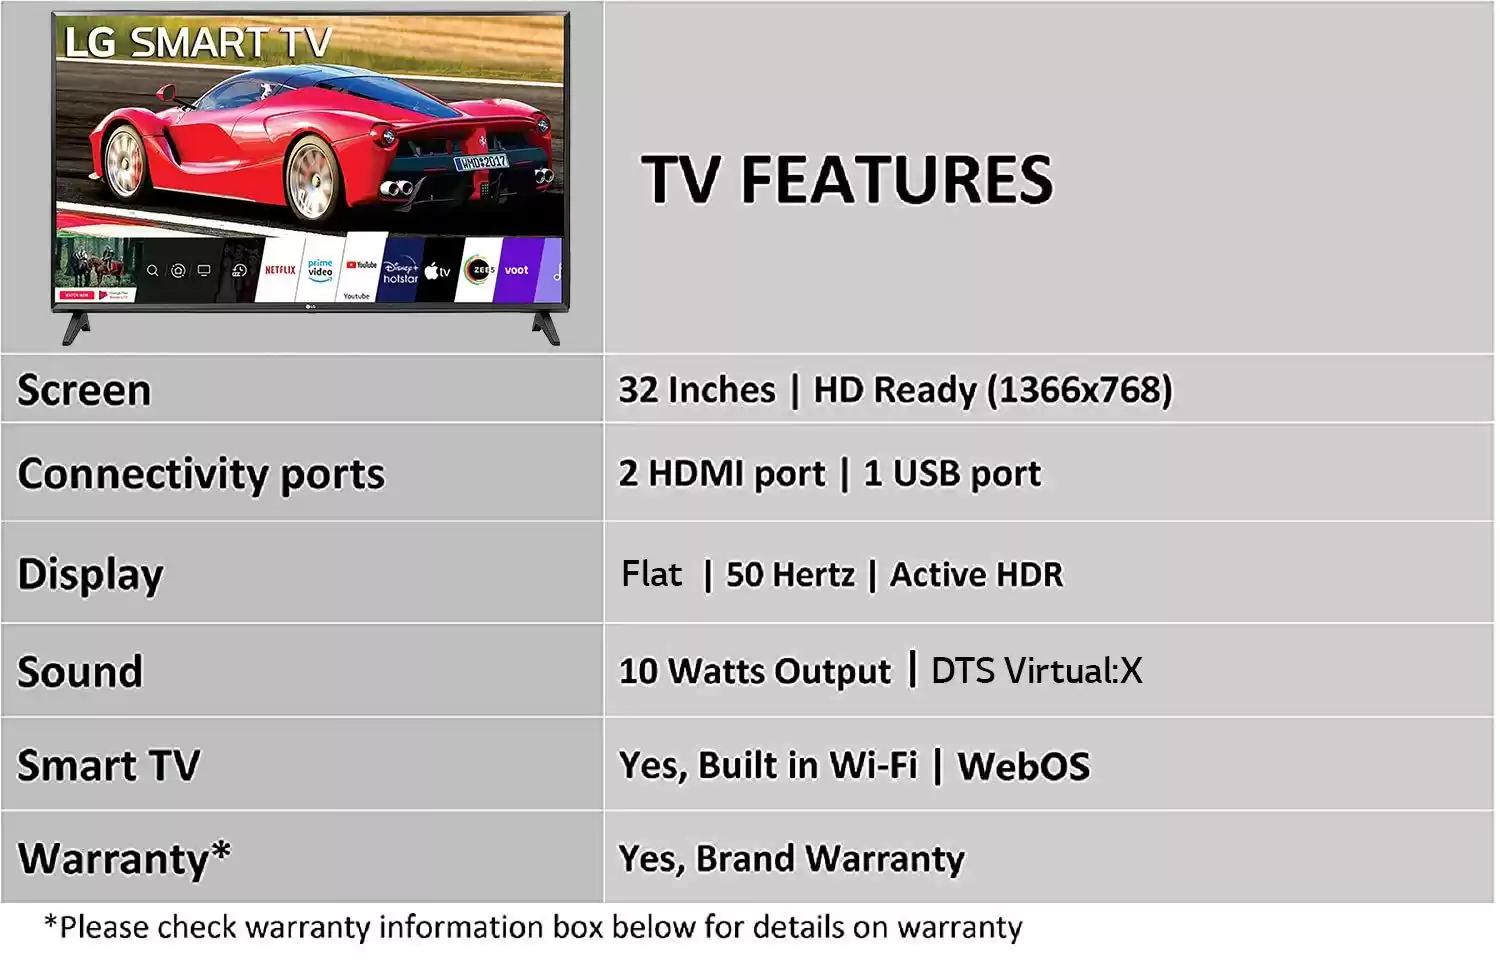 LG SMART TV
WMD#2017
NETFLIX
prime
video
YouTube
Youtube
Disney+
hotstar
tv
ZEE5
voot
LG
TV FEATURES
Screen
32 Inches | HD Ready (1366x768)
Connectivity ports
2 HDMI port | 1 USB port
Display
Flat | 50 Hertz | Active HDR
Sound
10 Watts Output | DTS Virtual:X
Smart TV
Yes, Built in Wi-Fi | WebOS
Warranty*
Yes, Brand Warranty
*Please check warranty information box below for details on warranty